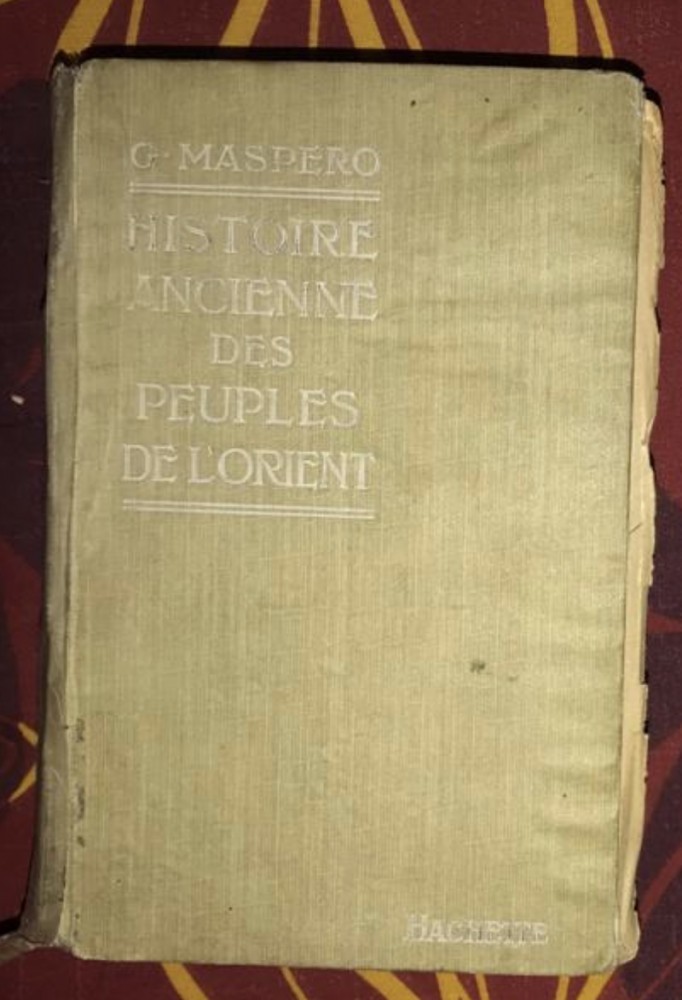 G. MASPERO
HISTOIRE
ANCIENNE
DES
PEUPLES
DE L'ORIENT
HACHETTE